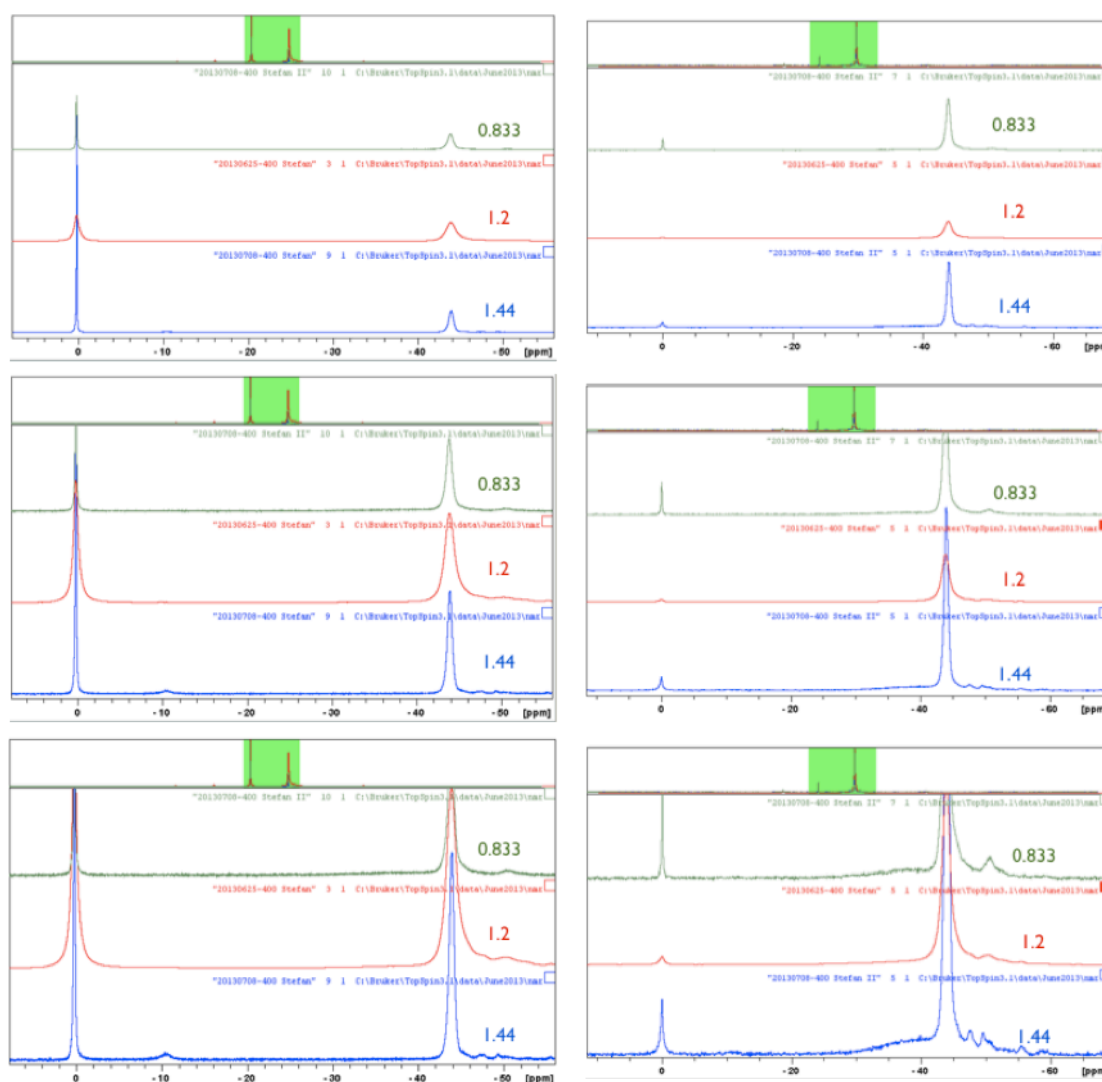 "20130708-400 Stefan II" 10 1 C:\Bruker\TopSpin3.1\data\June2013\nmr
0.833
"20130625-400 Stefan" 3 1 C:\Bruker\TopSpin3.1\data\June2013\nmr
1.2
"20130708-400 Stefan" 9 1 C:\Bruker\TopSpin3.1\data\June2013\nmr
1.44
0 -10 -20 -30 -40 -50 [ppm]
"20130708-400 Stefan II" 7 1 C:\Bruker\TopSpin3.1\data\June2013\nmr
0.833
"20130625-400 Stefan" 5 1 C:\Bruker\TopSpin3.1\data\June2013\nmr
1.2
"20130708-400 Stefan II" 5 1 C:\Bruker\TopSpin3.1\data\June2013\nmr
1.44
0 -20 -40 -60 [ppm
"20130708-400 Stefan II" 10 1 C:\Bruker\TopSpin3.1\data\June2013\nmr
0.833
"20130625-400 Stefan" 3 1 C:\Bruker\TopSpin3.1\data\June2013\nmr
1.2
"20130708-400 Stefan" 9 1 C:\Bruker\TopSpin3.1\data\June2013\nmr
1.44
0 -10 -20 -30 -40 -50 [ppm]
"20130708-400 Stefan II" 7 1 C:\Bruker\TopSpin3.1\data\June2013\nmr
0.833
"20130625-400 Stefan" 5 1 C:\Bruker\TopSpin3.1\data\June2013\nmr
1.2
"20130708-400 Stefan II" 5 1 C:\Bruker\TopSpin3.1\data\June2013\nmr
1.44
0 -20 -40 -60 [ppm
"20130708-400 Stefan II" 10 1 C:\Bruker\TopSpin3.1\data\June2013\nmr
0.833
"20130625-400 Stefan" 3 1 C:\Bruker\TopSpin3.1\data\June2013\nmr
1.2
"20130708-400 Stefan" 9 1 C:\Bruker\TopSpin3.1\data\June2013\nmr
1.44
0 -10 -20 -30 -40 -50 [ppm]
"20130708-400 Stefan II" 7 1 C:\Bruker\TopSpin3.1\data\June2013\nmr
0.833
"20130625-400 Stefan" 5 1 C:\Bruker\TopSpin3.1\data\June2013\nmr
1.2
"20130708-400 Stefan II" 5 1 C:\Bruker\TopSpin3.1\data\June2013\nmr
1.44
0 -20 -40 -60 [ppm